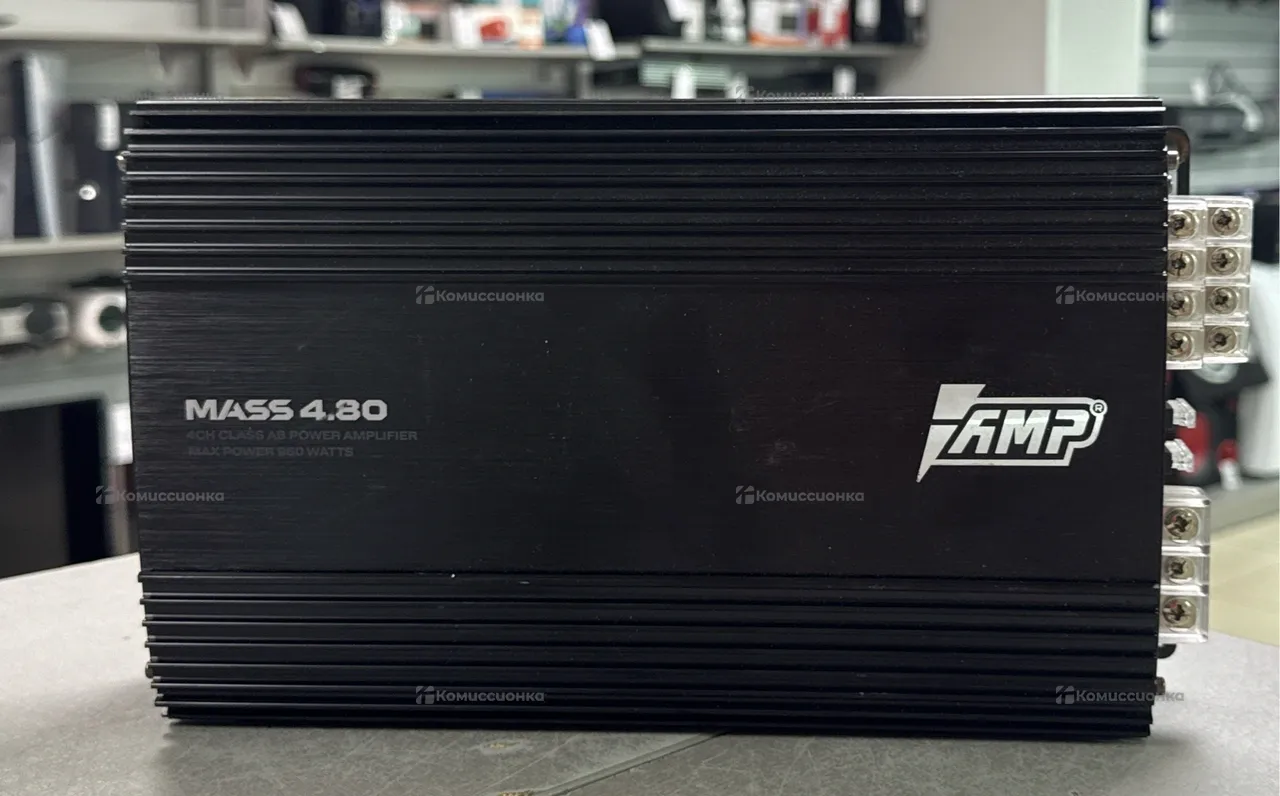 MASS 4.80
4CH CLASS AB POWER AMPLIFIER
MAX POWER 960 WATTS
AMP®
Комиссионка
Комиссионка
Комиссионка
Комиссионка
Комиссионка
Комиссионка
Комиссионка